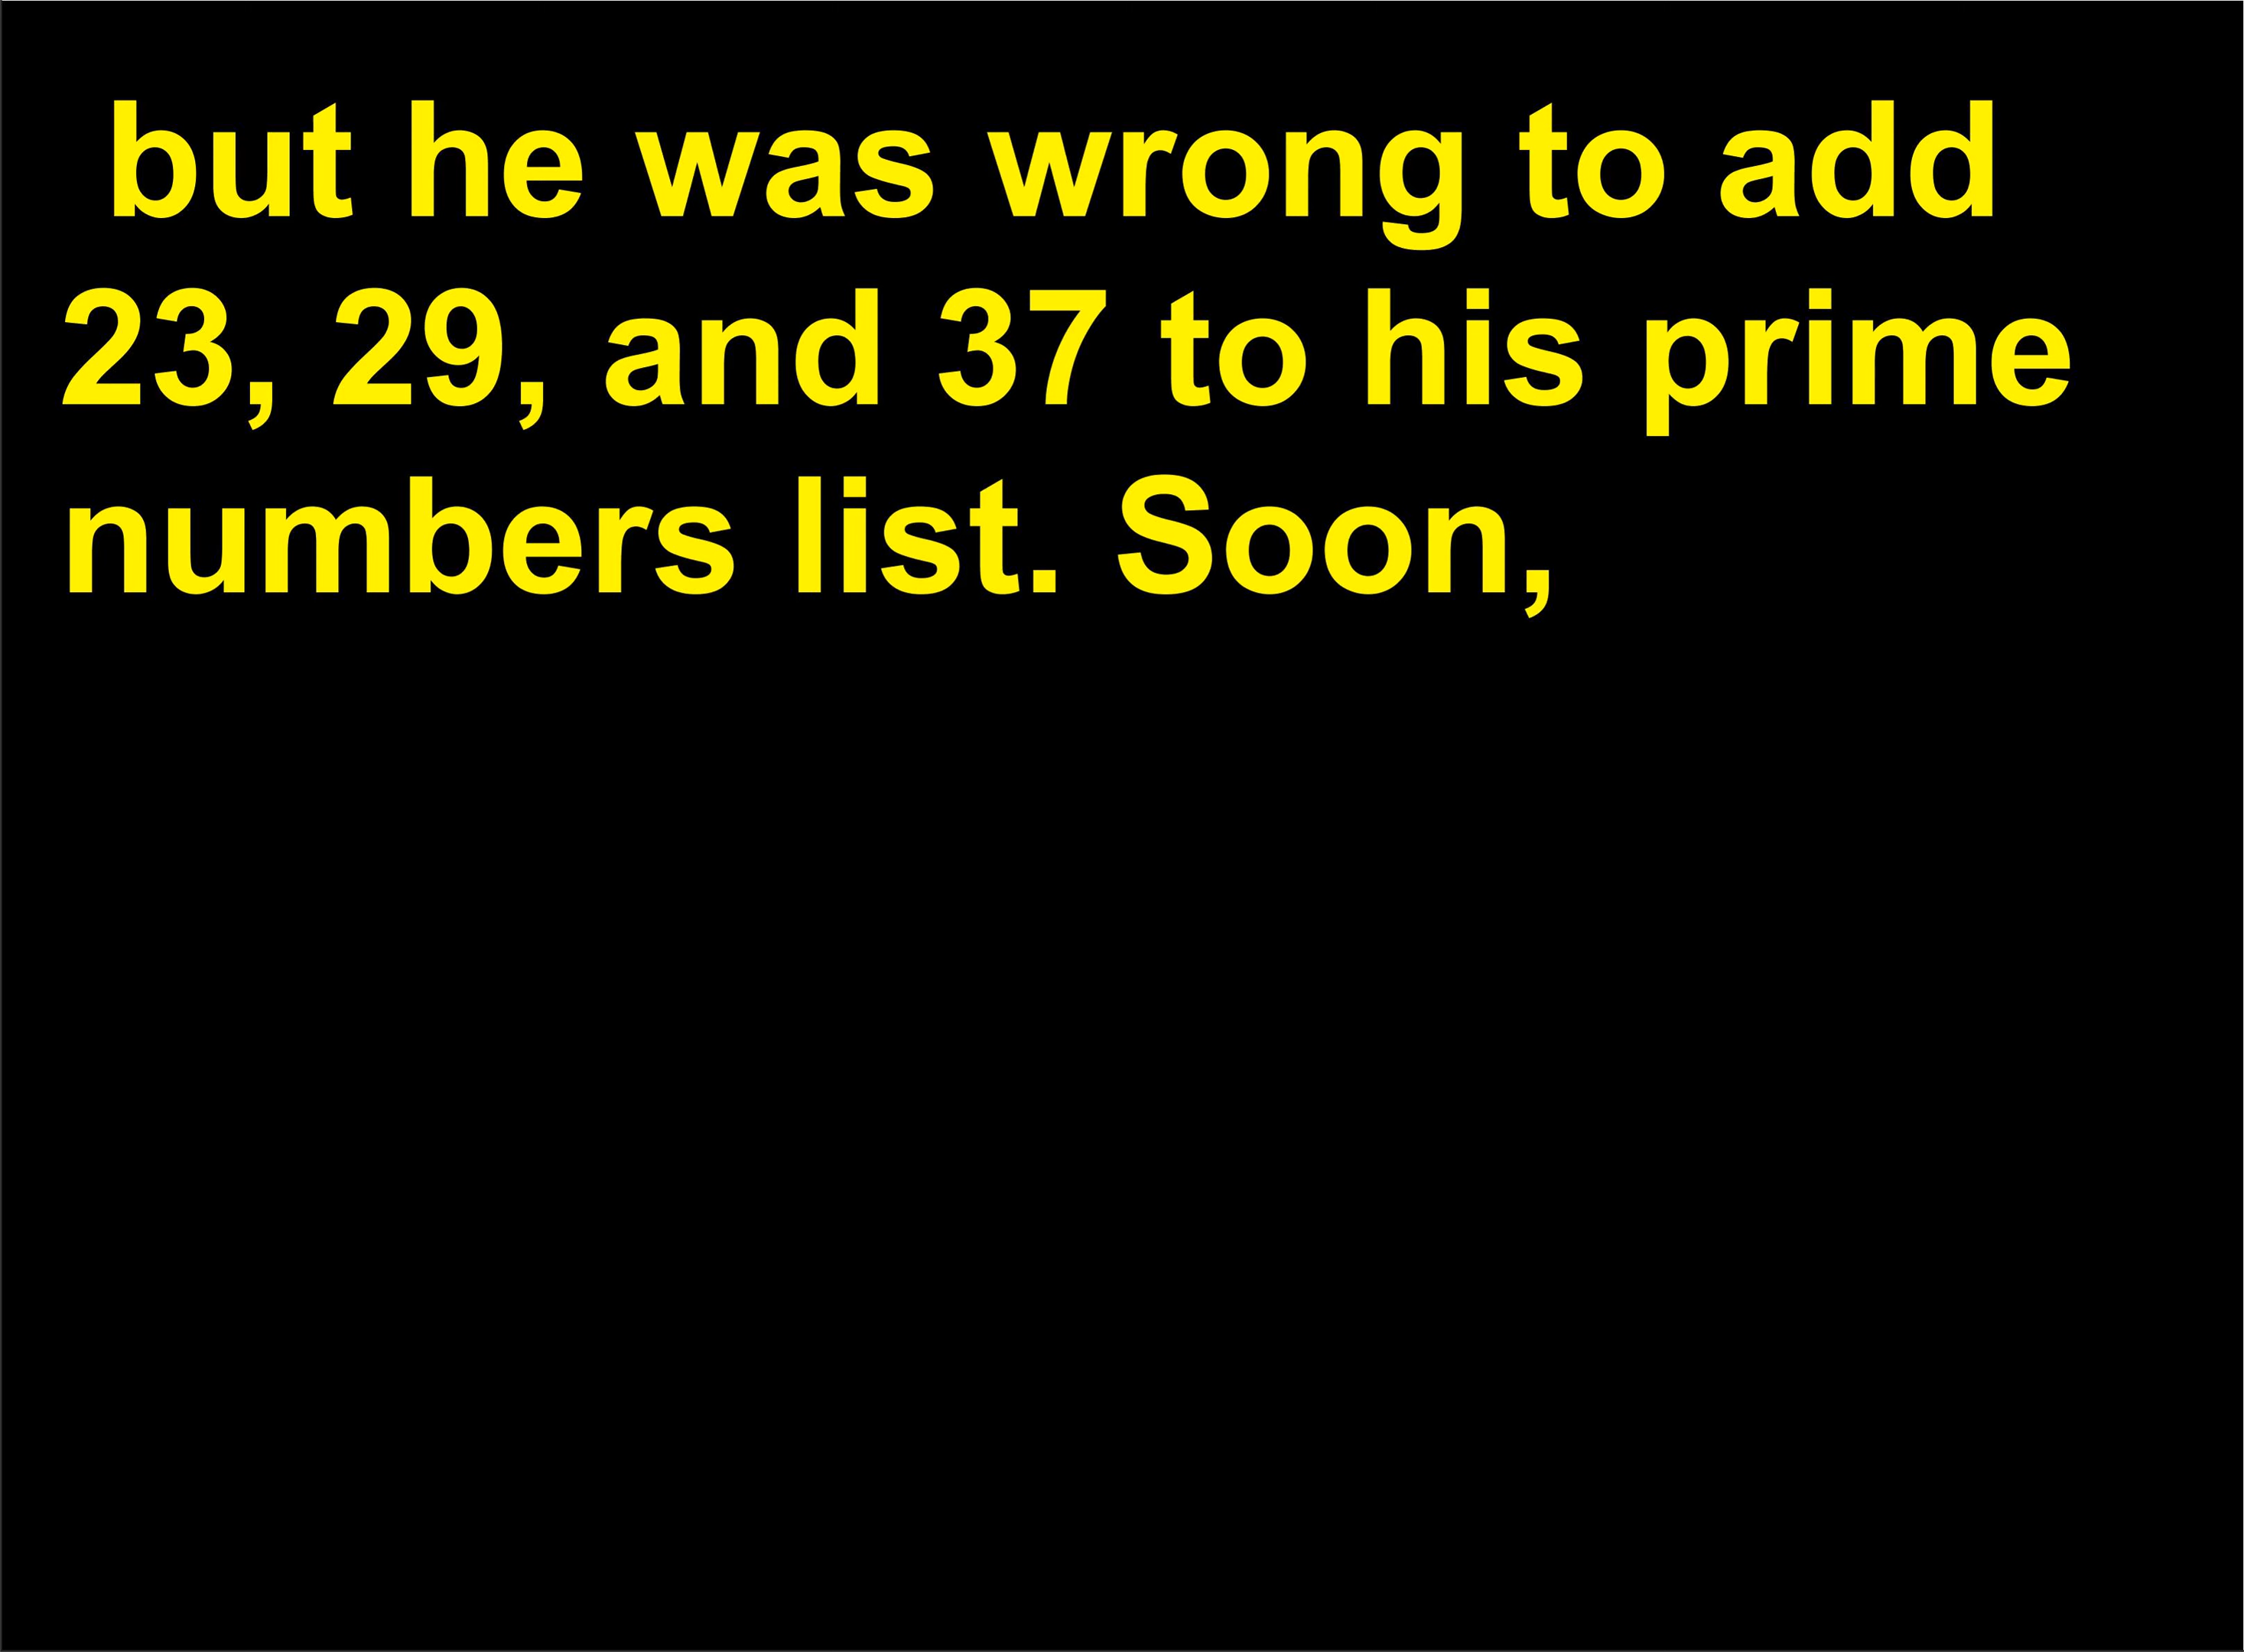 but he was wrong to add
23, 29, and 37 to his prime
numbers list. Soon,